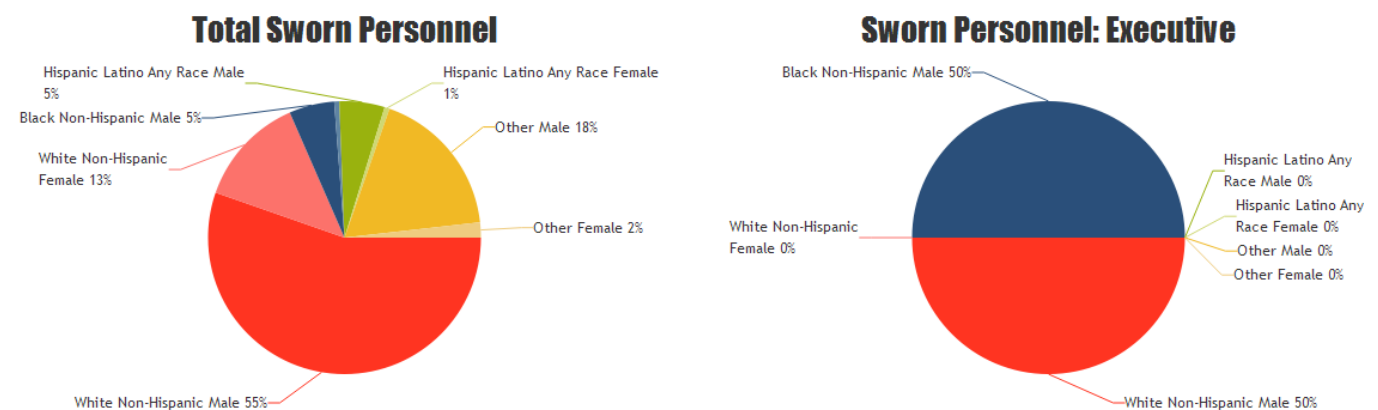 Total Sworn Personnel
Hispanic Latino Any Race Male
5%
Hispanic Latino Any Race Female
1%
Black Non-Hispanic Male 5%
Other Male 18%
White Non-Hispanic
Female 13%
Other Female 2%
White Non-Hispanic Male 55%
Sworn Personnel: Executive
Black Non-Hispanic Male 50%
Hispanic Latino Any
Race Male 0%
Hispanic Latino Any
Race Female 0%
White Non-Hispanic
Female 0%
Other Male 0%
Other Female 0%
White Non-Hispanic Male 50%